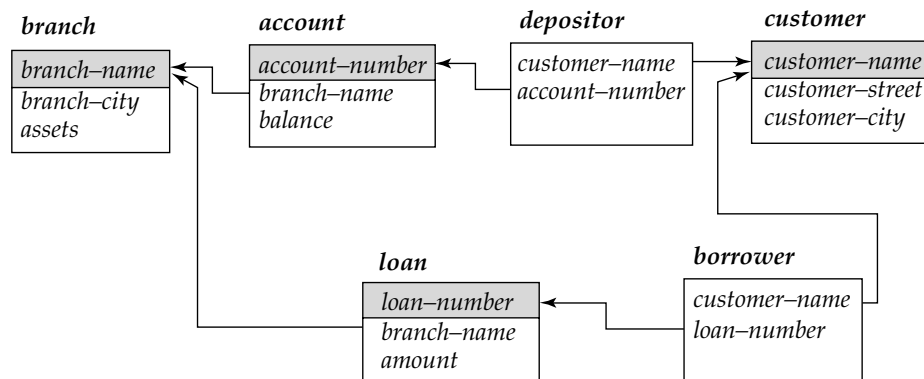 branch
branch–name
branch–city
assets
account
account–number
branch–name
balance
depositor
customer–name
account–number
customer
customer–name
customer–street
customer–city
loan
loan–number
branch–name
amount
borrower
customer–name
loan–number